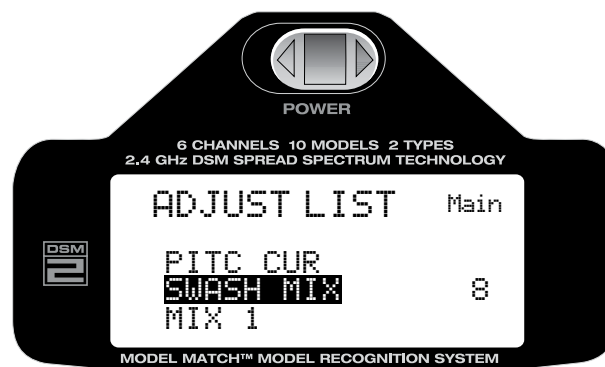 POWER
6 CHANNELS 10 MODELS 2 TYPES
2.4 GHz DSM SPREAD SPECTRUM TECHNOLOGY
ADJUST LIST Main
DSM
2
PITC CUR
SWASH MIX 8
MIX 1
MODEL MATCH™ MODEL RECOGNITION SYSTEM